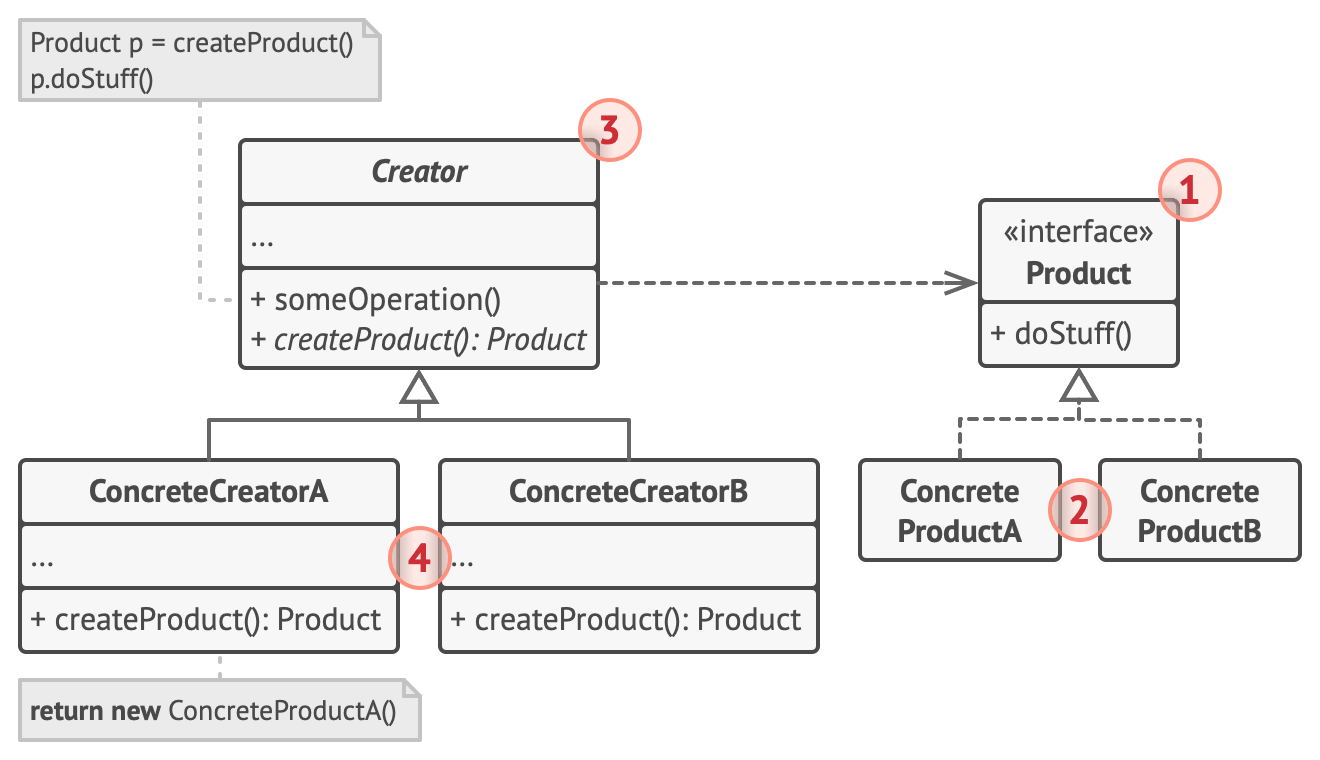 Product p = createProduct()
p.doStuff()
3
Creator
...
+ someOperation()
+ createProduct(): Product
1
«interface»
Product
+ doStuff()
ConcreteCreatorA
...
+ createProduct(): Product
4
ConcreteCreatorB
...
+ createProduct(): Product
Concrete
ProductA
2
Concrete
ProductB
return new ConcreteProductA()